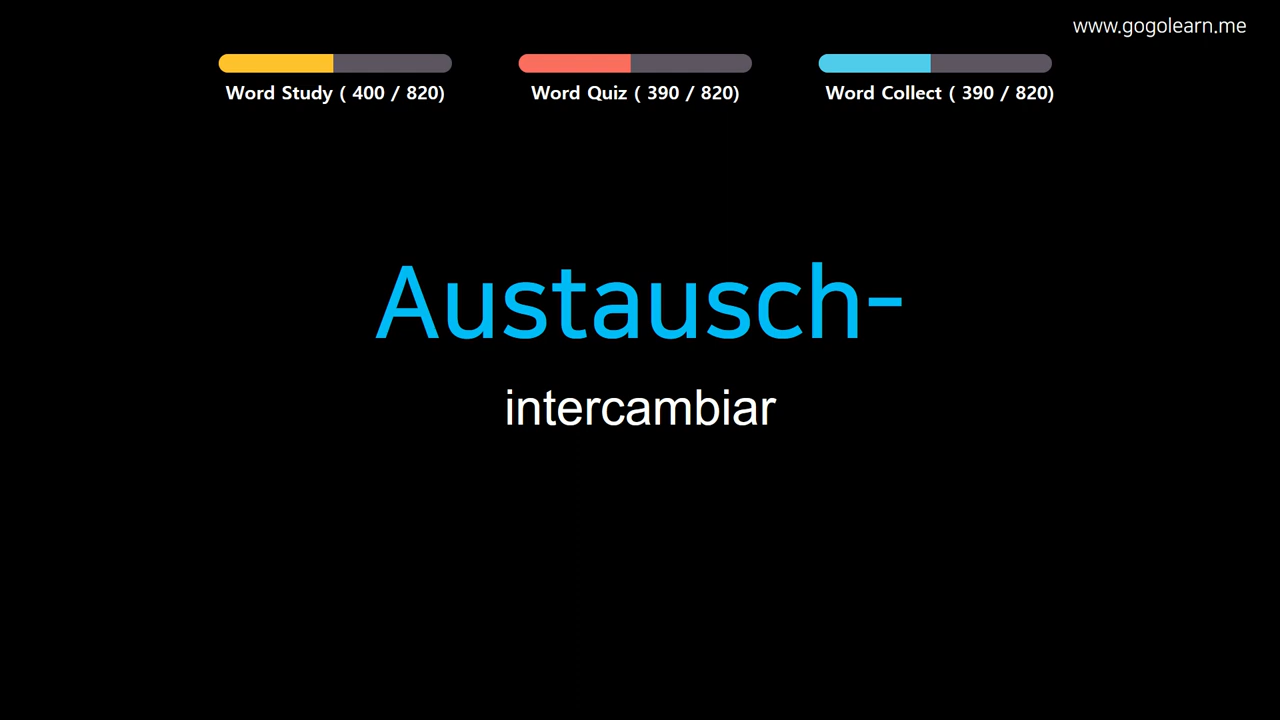 www.gogolearn.me
Word Study ( 400 / 820)
Word Quiz ( 390 / 820)
Word Collect ( 390 / 820)
Austausch-
intercambiar